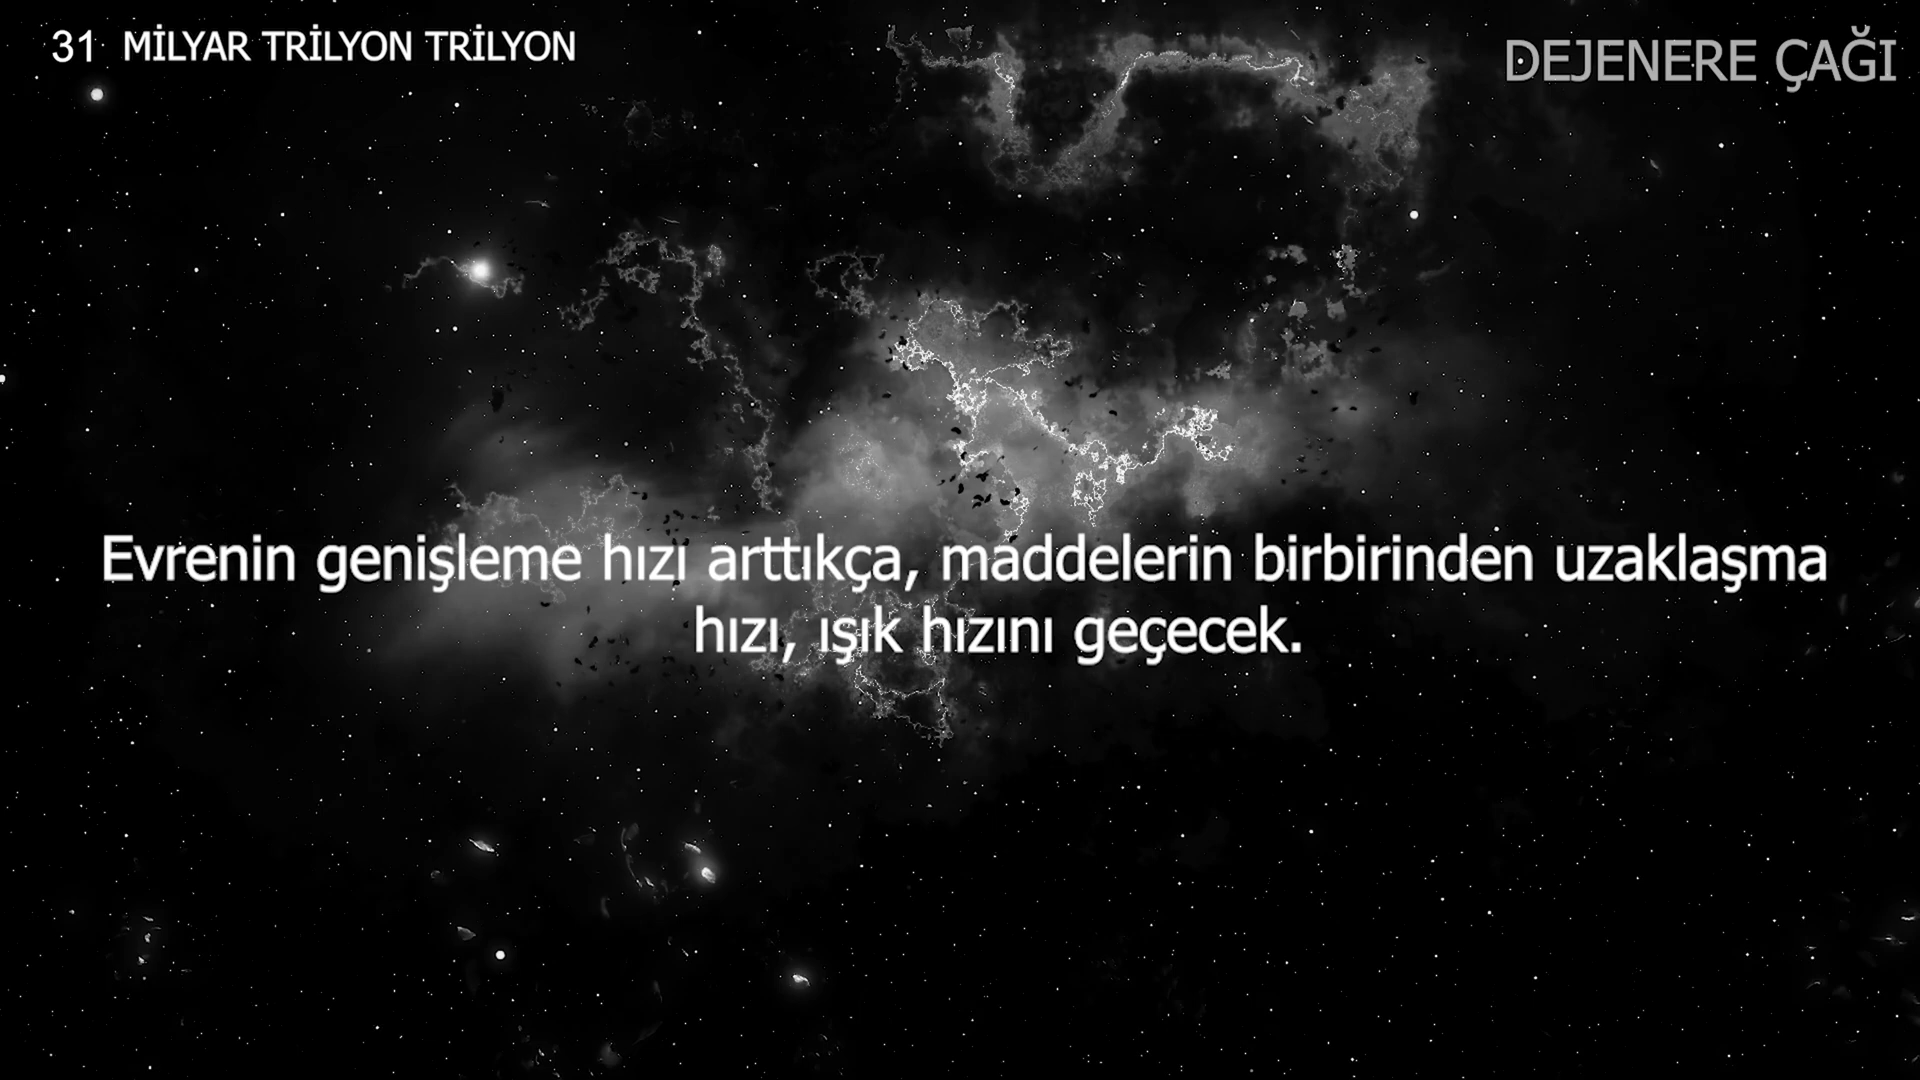 31 MİLYAR TRİLYON TRİLYON
DEJENERE ÇAĞI
Evrenin genişleme hızı arttıkça, maddelerin birbirinden uzaklaşma
hızı, ışık hızını geçecek.